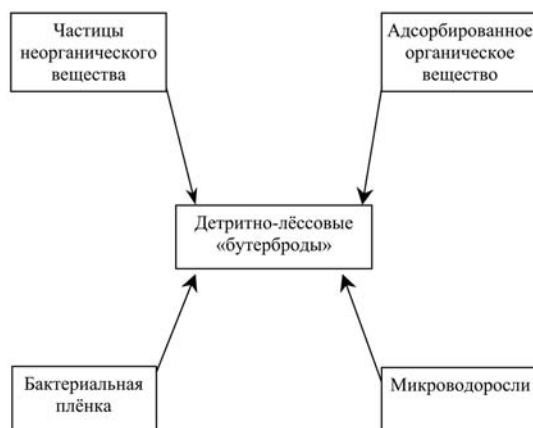 Частицы
неорганического
вещества
Адсорбированное
органическое
вещество
Детритно-лёссовые
«бутерброды»
Бактериальная
плёнка
Микроводоросли